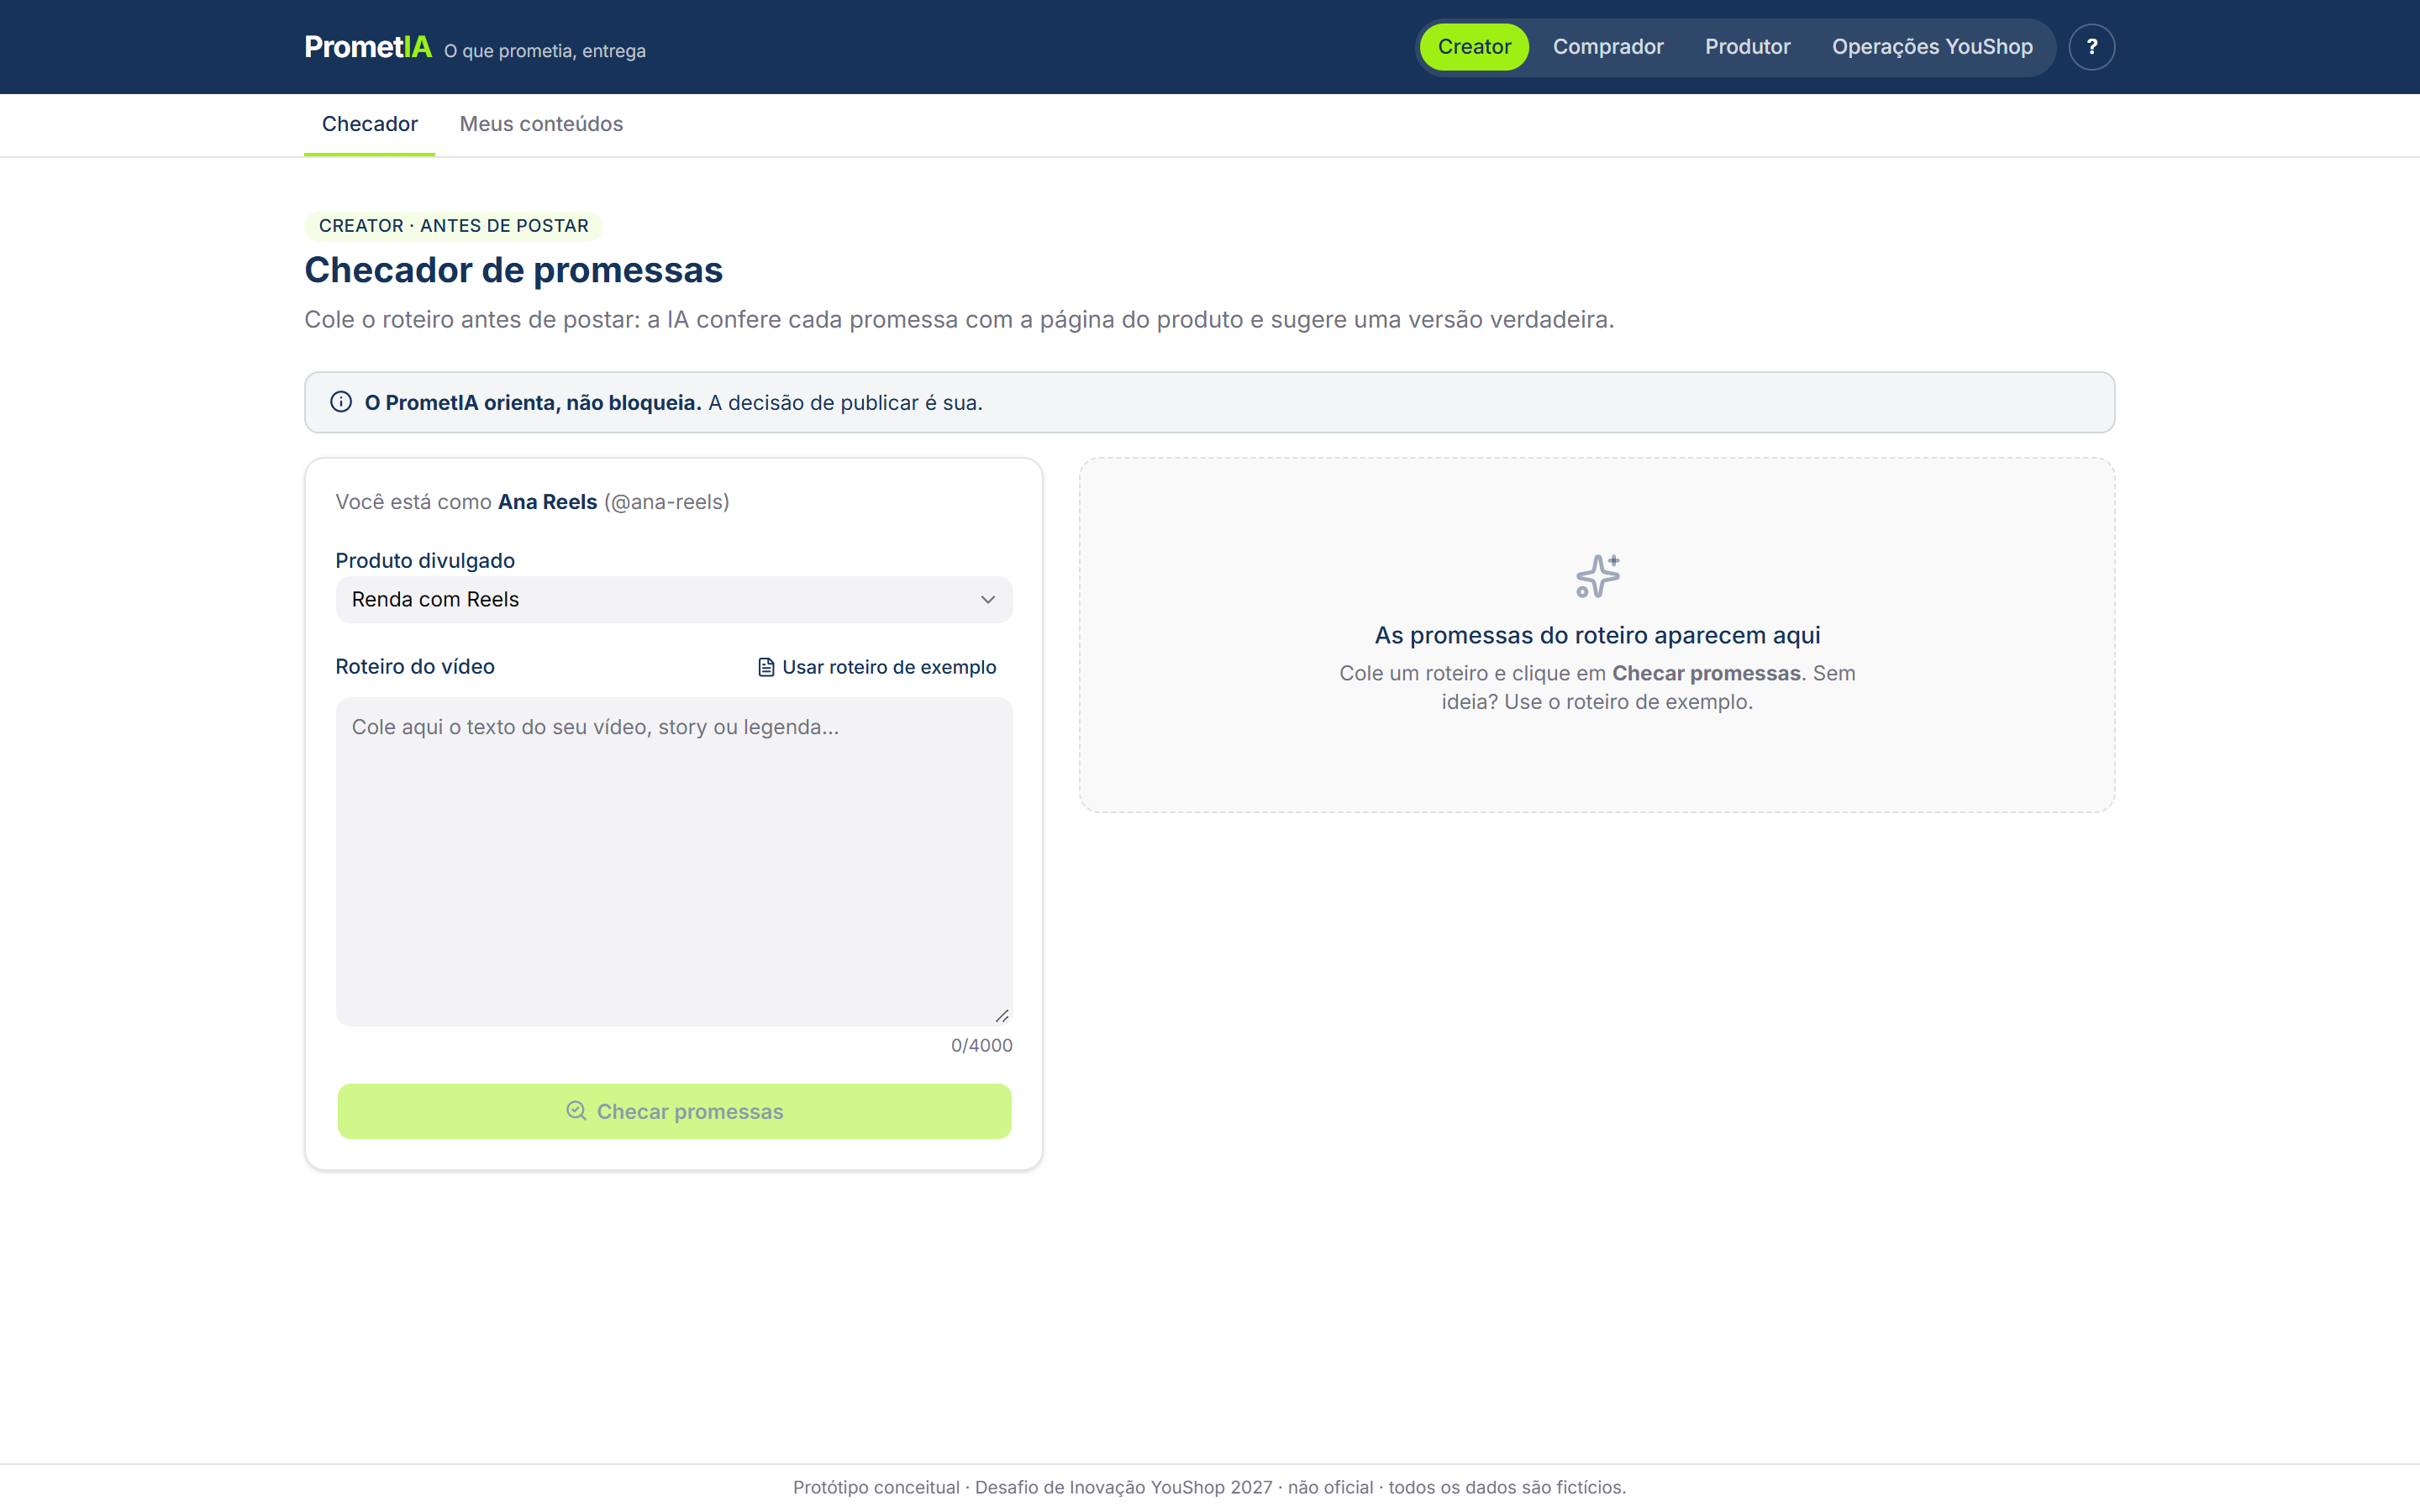 PrometIA O que prometia, entrega
Creator Comprador Produtor Operações YouShop ?
Checador Meus conteúdos
CREATOR · ANTES DE POSTAR
Checador de promessas
Cole o roteiro antes de postar: a IA confere cada promessa com a página do produto e sugere uma versão verdadeira.
O PrometIA orienta, não bloqueia. A decisão de publicar é sua.
Você está como Ana Reels (@ana-reels)
Produto divulgado
Renda com Reels
Roteiro do vídeo Usar roteiro de exemplo
Cole aqui o texto do seu vídeo, story ou legenda...
0/4000
Checar promessas
As promessas do roteiro aparecem aqui
Cole um roteiro e clique em Checar promessas. Sem
ideia? Use o roteiro de exemplo.
Protótipo conceitual · Desafio de Inovação YouShop 2027 · não oficial · todos os dados são fictícios.